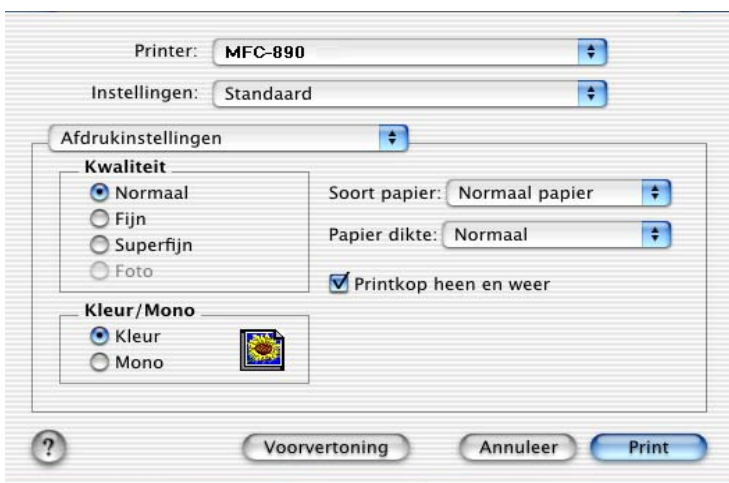 Printer: MFC-890
Instellingen: Standaard
Afdrukinstellingen
Kwaliteit
Normaal
Fijn
Superfijn
Foto
Soort papier: Normaal papier
Papier dikte: Normaal
Printkop heen en weer
Kleur/Mono
Kleur
Mono
?
Voorvertoning
Annuleer
Print